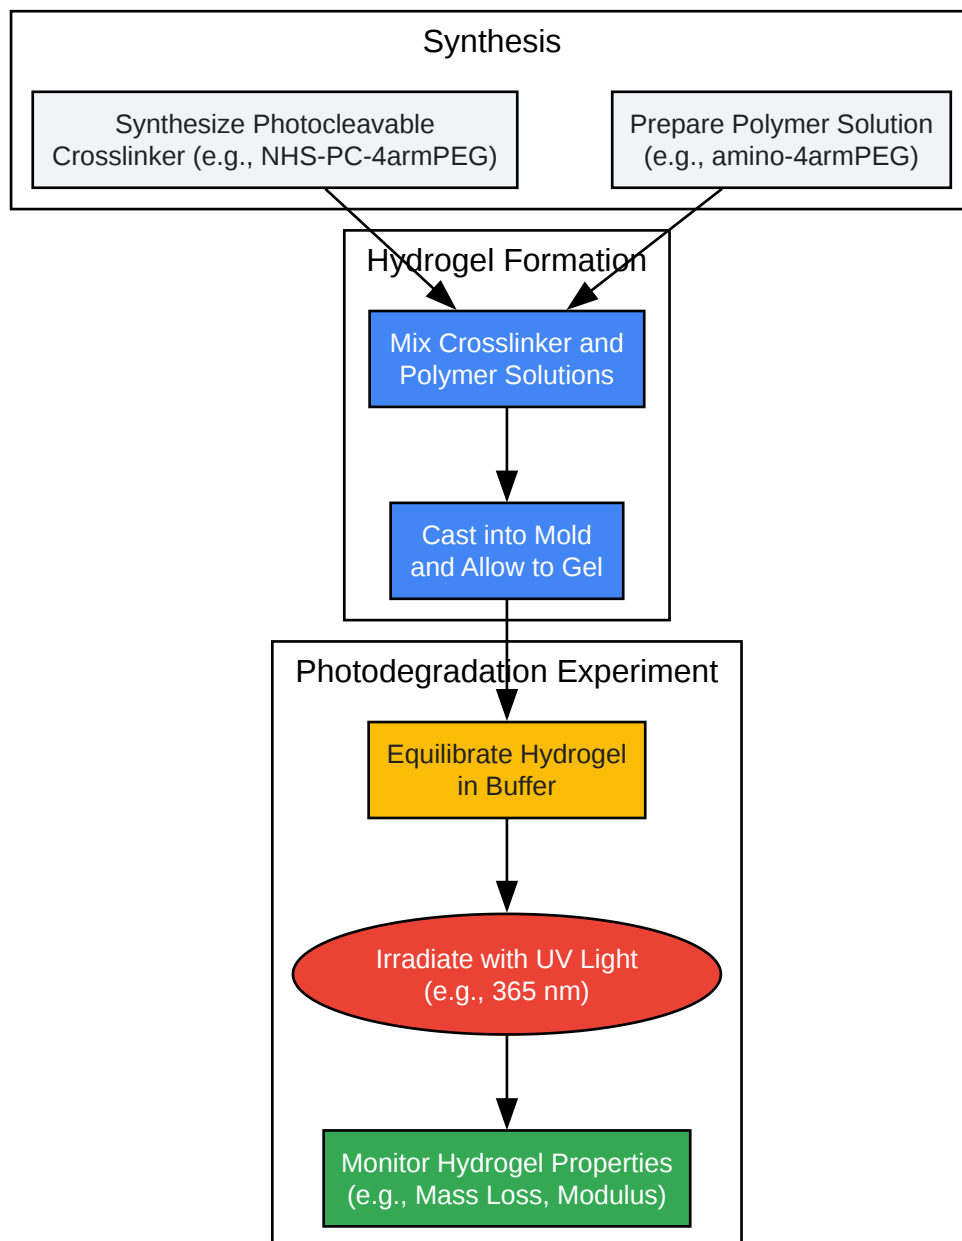 Synthesis
Synthesize Photocleavable
Crosslinker (e.g., NHS-PC-4armPEG)
Prepare Polymer Solution
(e.g., amino-4armPEG)
Hydrogel Formation
Mix Crosslinker and
Polymer Solutions
Cast into Mold
and Allow to Gel
Photodegradation Experiment
Equilibrate Hydrogel
in Buffer
Irradiate with UV Light
(e.g., 365 nm)
Monitor Hydrogel Properties
(e.g., Mass Loss, Modulus)